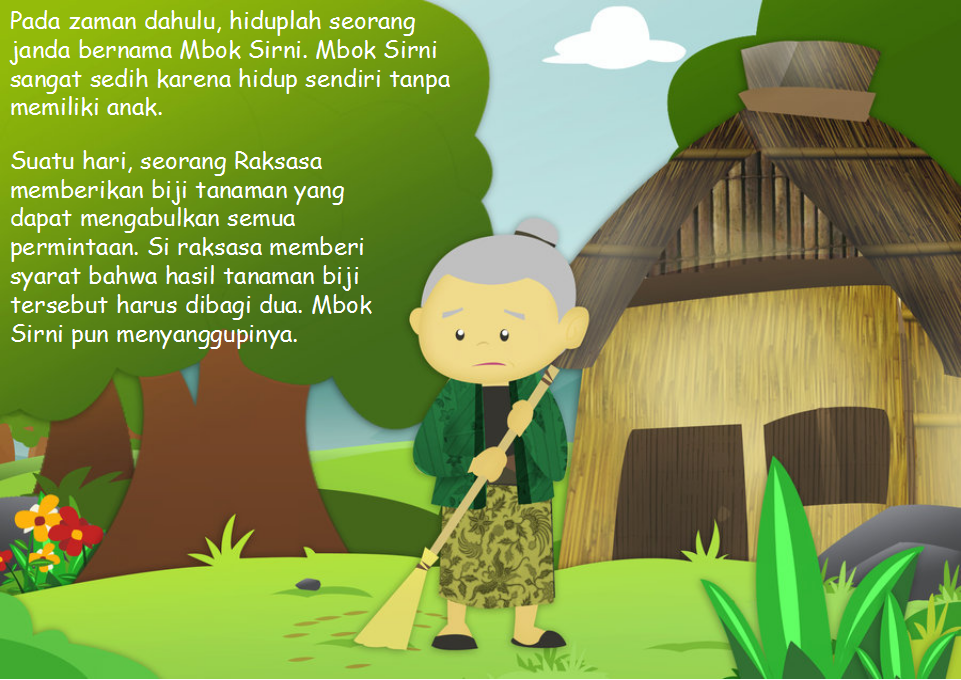 Pada zaman dahulu, hiduplah seorang
janda bernama Mbok Sirni. Mbok Sirni
sangat sedih karena hidup sendiri tanpa
memiliki anak.
Suatu hari, seorang Raksasa
memberikan biji tanaman yang
dapat mengabulkan semua
permintaan. Si raksasa memberi
syarat bahwa hasil tanaman biji
tersebut harus dibagi dua. Mbok
Sirni pun menyanggupinya.